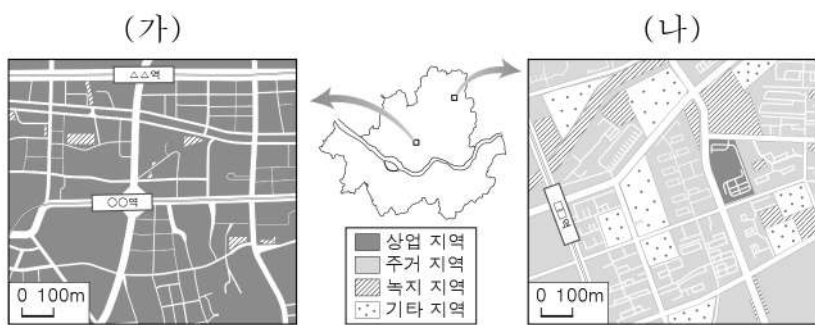 (가)
(나)
△△역
○○역
0 100m
상업 지역
주거 지역
녹지 지역
기타 지역
□□역
0 100m